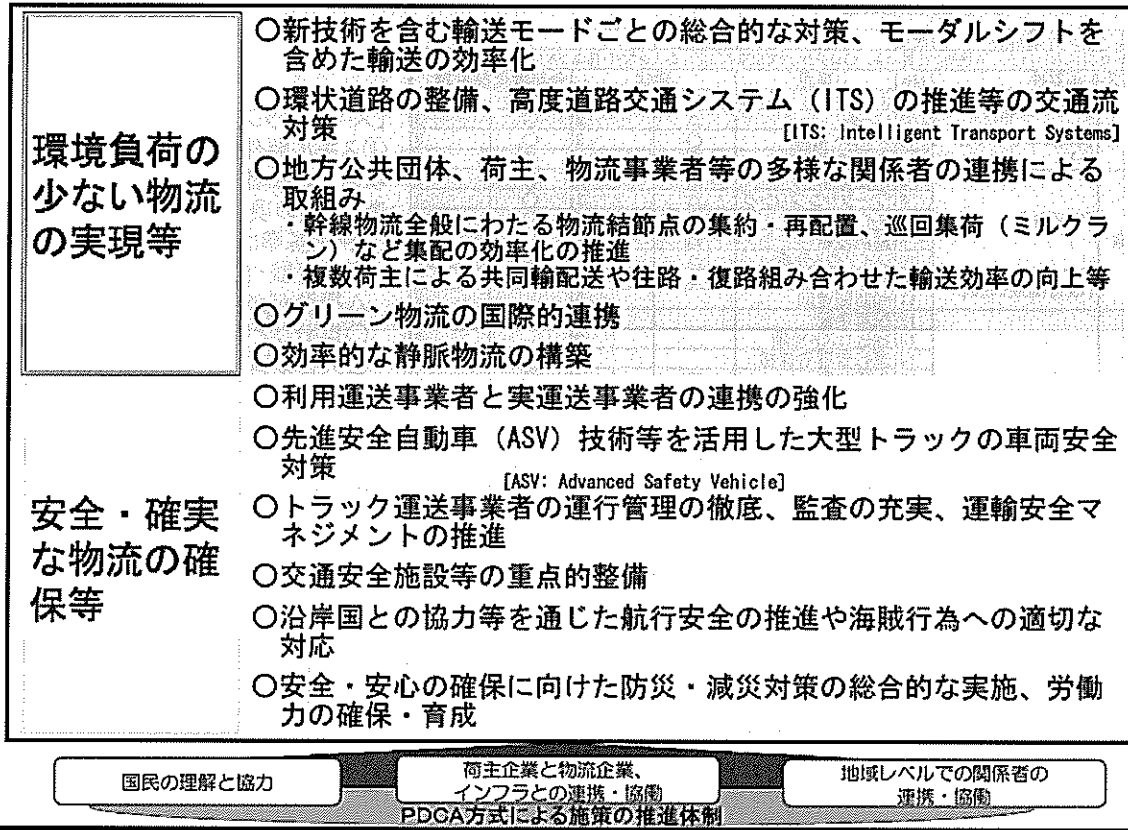 環境負荷の
少ない物流
の実現等
○新技術を含む輸送モードごとの総合的な対策、モーダルシフトを
含めた輸送の効率化
○環状道路の整備、高度道路交通システム（ITS）の推進等の交通流
対策
[ITS: Intelligent Transport Systems]
○地方公共団体、荷主、物流事業者等の多様な関係者の連携による
取組み
・幹線物流全般にわたる物流結節点の集約・再配置、巡回集荷（ミルクラ
ン）など集配の効率化の推進
・複数荷主による共同輸配送や往路・復路組み合わせた輸送効率の向上等
○グリーン物流の国際的連携
○効率的な静脈物流の構築
安全・確実
な物流の確
保等
○利用運送事業者と実運送事業者の連携の強化
○先進安全自動車（ASV）技術等を活用した大型トラックの車両安全
対策
[ASV: Advanced Safety Vehicle]
○トラック運送事業者の運行管理の徹底、監査の充実、運輸安全マ
ネジメントの推進
○交通安全施設等の重点的整備
○沿岸国との協力等を通じた航行安全の推進や海賊行為への適切な
対応
○安全・安心の確保に向けた防災・減災対策の総合的な実施、労働
力の確保・育成
国民の理解と協力
荷主企業と物流企業、
インフラとの連携・協働
地域レベルでの関係者の
連携・協働
PDCA方式による施策の推進体制